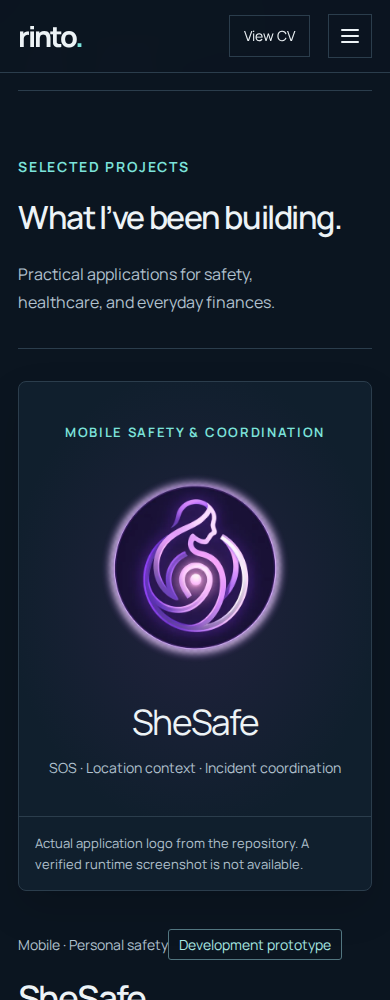 rinto.
View CV
SELECTED PROJECTS
What I’ve been building.
Practical applications for safety,
healthcare, and everyday finances.
MOBILE SAFETY & COORDINATION
SheSafe
SOS · Location context · Incident coordination
Actual application logo from the repository. A
verified runtime screenshot is not available.
Mobile · Personal safety Development prototype
SheSafe